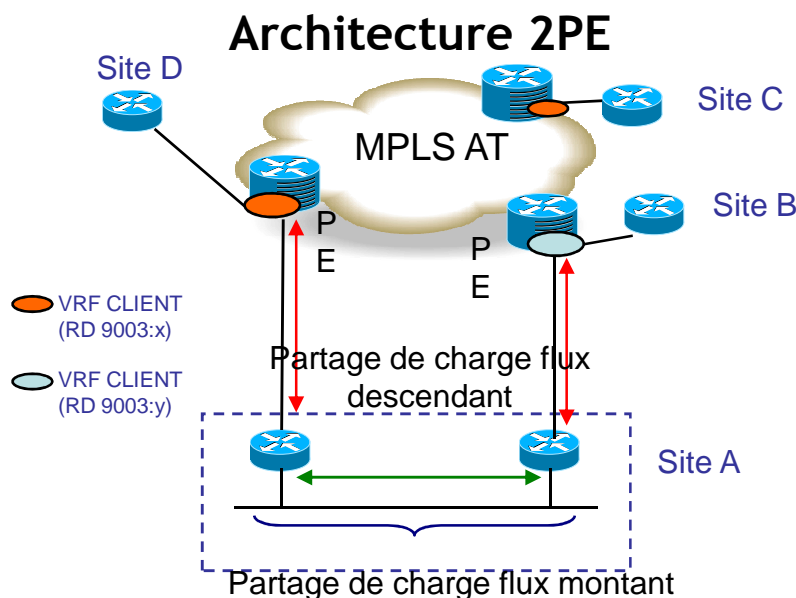 Architecture 2PE
Site D
Site C
MPLS AT
Site B
P
E
P
E
VRF CLIENT
(RD 9003:x)
Partage de charge flux
descendant
VRF CLIENT
(RD 9003:y)
Site A
Partage de charge flux montant